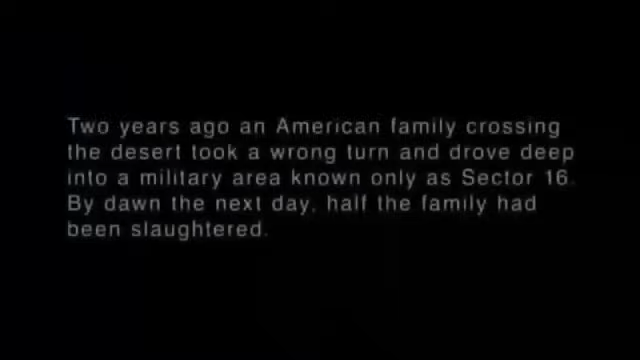 Two years ago an American family crossing
the desert took a wrong turn and drove deep
into a military area known only as Sector 16.
By dawn the next day, half the family had
been slaughtered.